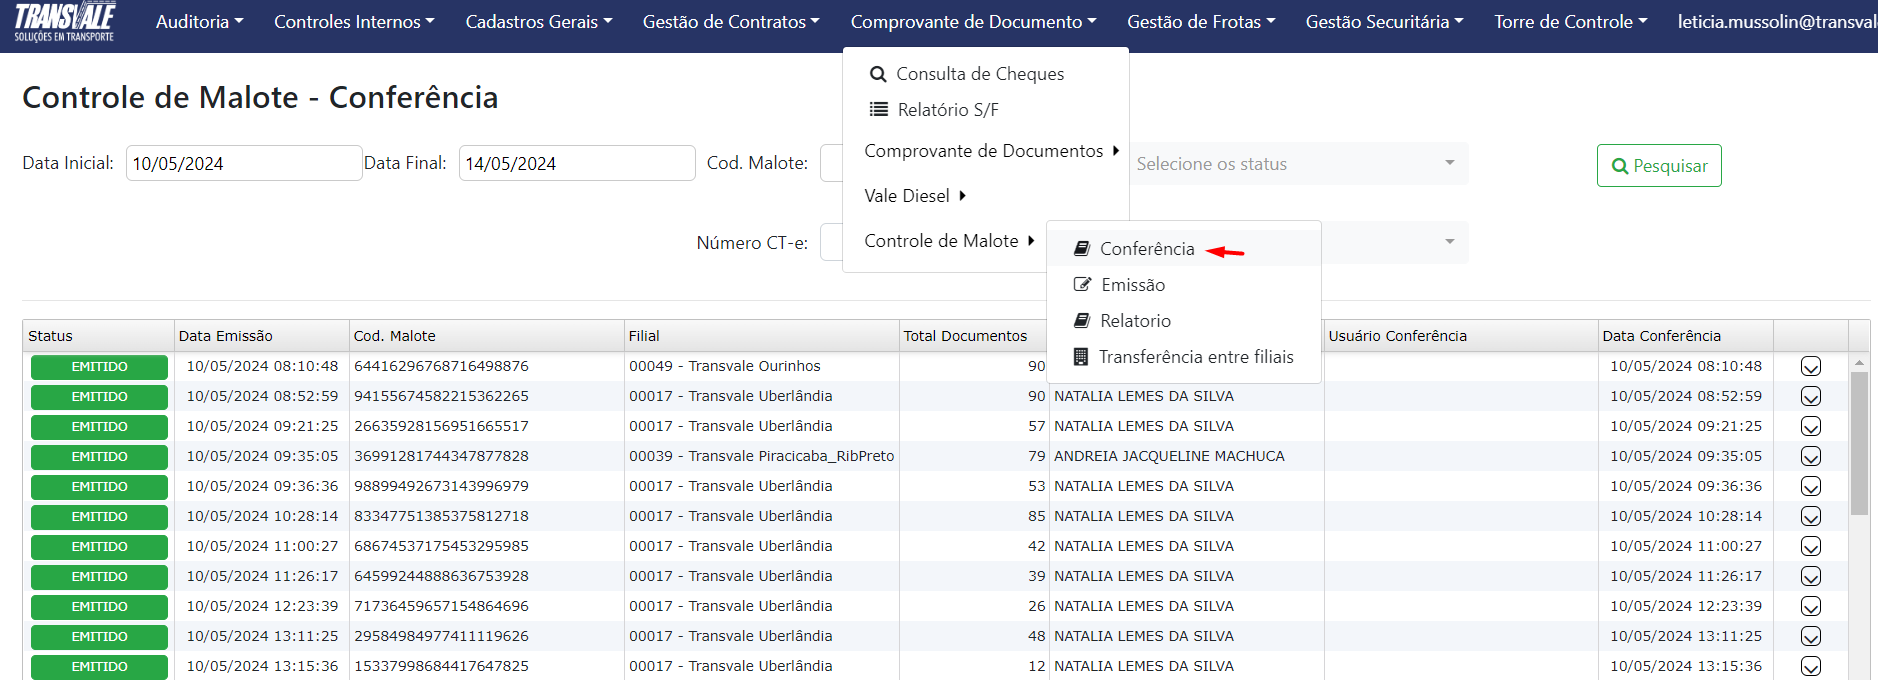 TRANSVALE
SOLUÇÕES EM TRANSPORTE
Auditoria Controles Internos Cadastros Gerais Gestão de Contratos Comprovante de Documento Gestão de Frotas Gestão Securitária Torre de Controle leticia.mussolin@transval
Consulta de Cheques
Relatório S/F
Comprovante de Documentos
Vale Diesel
Controle de Malote
Conferência
Emissão
Relatorio
Transferência entre filiais
Controle de Malote - Conferência
Data Inicial: 10/05/2024 Data Final: 14/05/2024 Cod. Malote: Selecione os status Pesquisar
Número CT-e:
Status Data Emissão Cod. Malote Filial Total Documentos Usuário Conferência Data Conferência
EMITIDO 10/05/2024 08:10:48 64416296768716498876 00049 - Transvale Ourinhos 90 10/05/2024 08:10:48
EMITIDO 10/05/2024 08:52:59 94155674582215362265 00017 - Transvale Uberlândia 90 NATALIA LEMES DA SILVA 10/05/2024 08:52:59
EMITIDO 10/05/2024 09:21:25 26635928156951665517 00017 - Transvale Uberlândia 57 NATALIA LEMES DA SILVA 10/05/2024 09:21:25
EMITIDO 10/05/2024 09:35:05 36991281744347877828 00039 - Transvale Piracicaba_RibPreto 79 ANDREIA JACQUELINE MACHUCA 10/05/2024 09:35:05
EMITIDO 10/05/2024 09:36:36 98899492673143996979 00017 - Transvale Uberlândia 53 NATALIA LEMES DA SILVA 10/05/2024 09:36:36
EMITIDO 10/05/2024 10:28:14 83347751385375812718 00017 - Transvale Uberlândia 85 NATALIA LEMES DA SILVA 10/05/2024 10:28:14
EMITIDO 10/05/2024 11:00:27 68674537175453295985 00017 - Transvale Uberlândia 42 NATALIA LEMES DA SILVA 10/05/2024 11:00:27
EMITIDO 10/05/2024 11:26:17 64599244888636753928 00017 - Transvale Uberlândia 39 NATALIA LEMES DA SILVA 10/05/2024 11:26:17
EMITIDO 10/05/2024 12:23:39 71736459657154864696 00017 - Transvale Uberlândia 26 NATALIA LEMES DA SILVA 10/05/2024 12:23:39
EMITIDO 10/05/2024 13:11:25 29584984977411119626 00017 - Transvale Uberlândia 48 NATALIA LEMES DA SILVA 10/05/2024 13:11:25
EMITIDO 10/05/2024 13:15:36 15337998684417647825 00017 - Transvale Uberlândia 12 NATALIA LEMES DA SILVA 10/05/2024 13:15:36